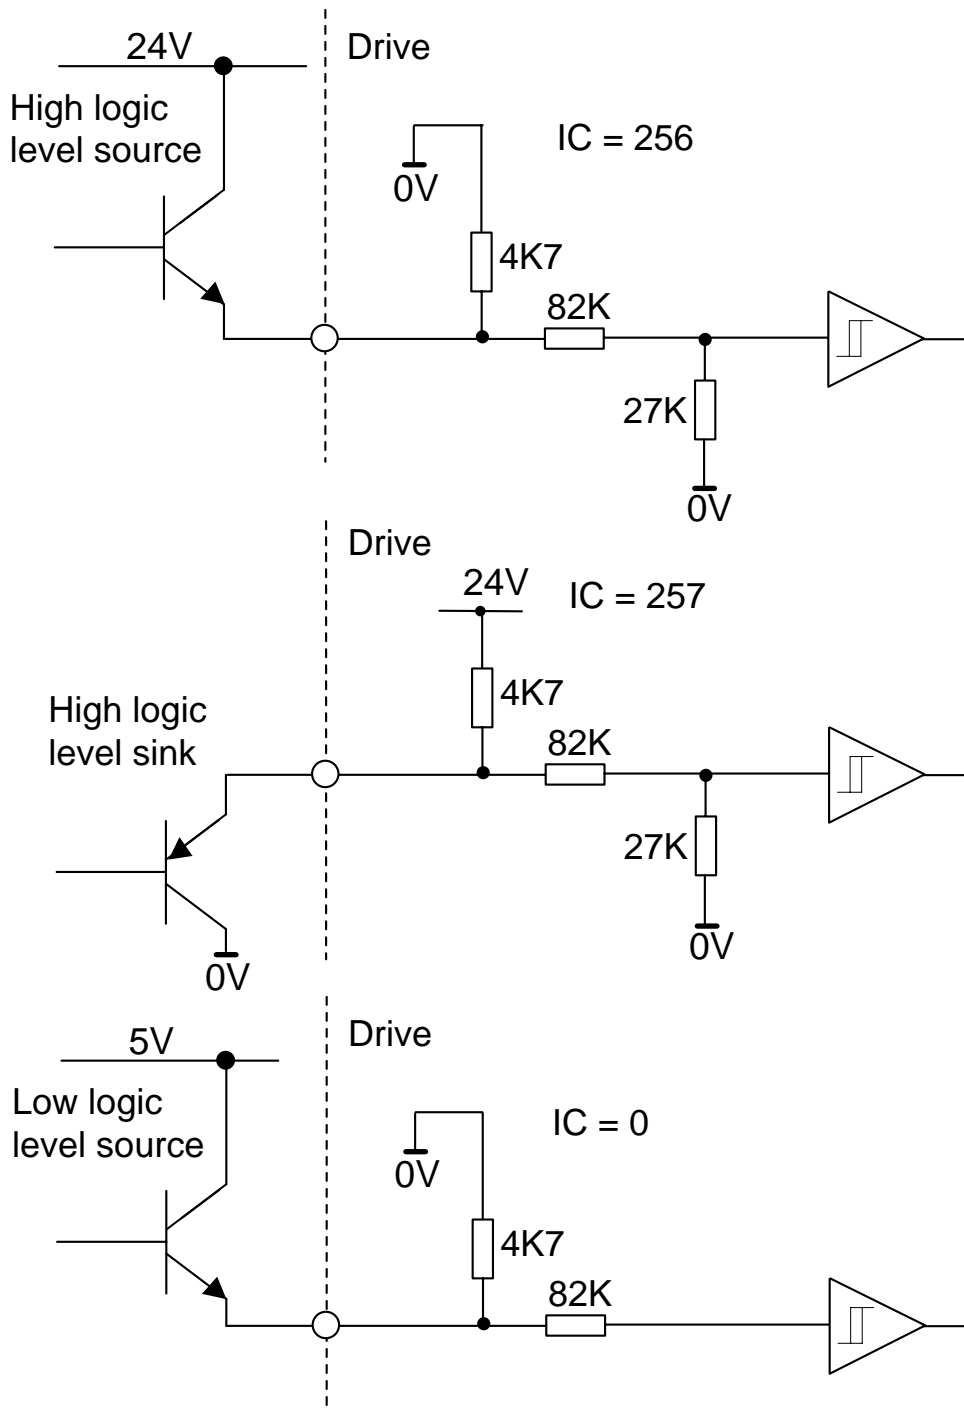 24V
Drive
High logic
level source
IC = 256
0V
4K7
82K
27K
0V
Drive
24V
IC = 257
4K7
High logic
level sink
82K
27K
0V
0V
Drive
5V
Low logic
level source
IC = 0
0V
4K7
82K